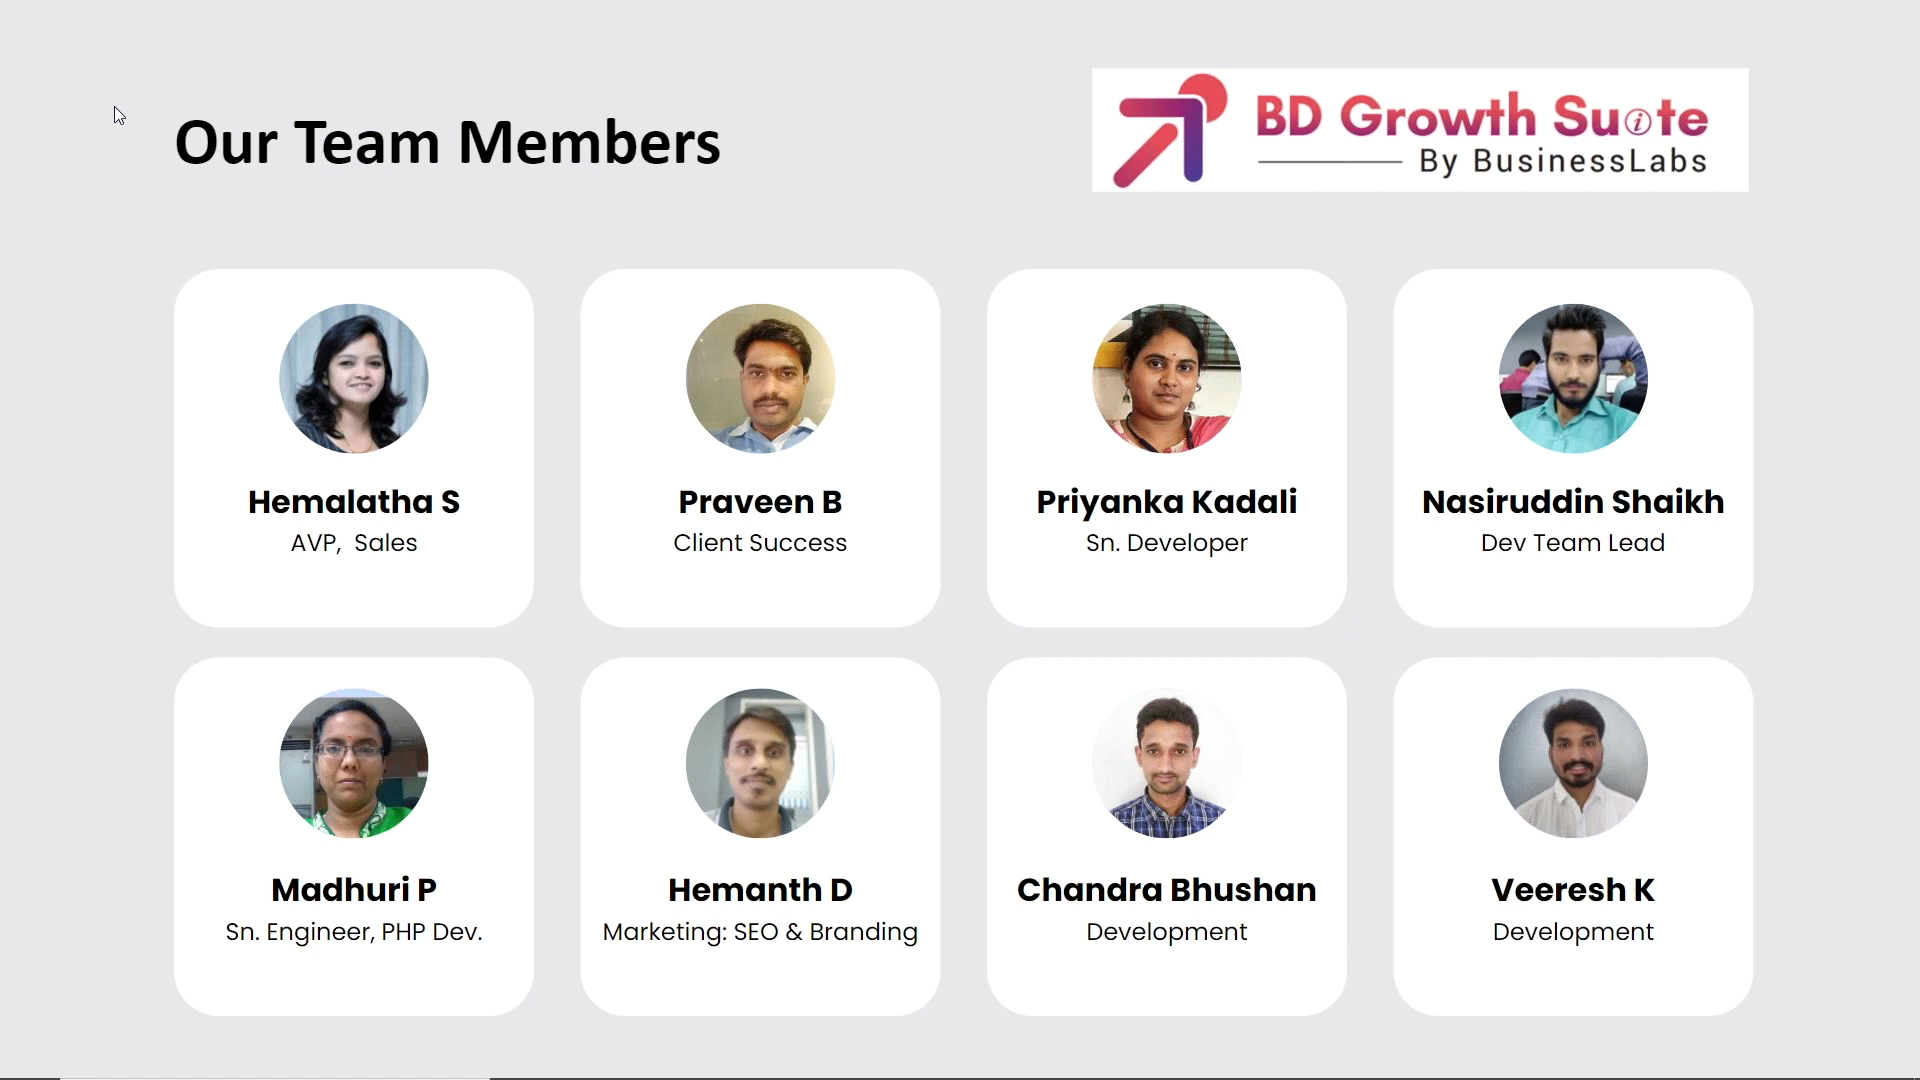 Our Team Members
BD Growth Suite
By BusinessLabs
Hemalatha S
AVP,  Sales
Praveen B
Client Success
Priyanka Kadali
Sn. Developer
Nasiruddin Shaikh
Dev Team Lead
Madhuri P
Sn. Engineer, PHP Dev.
Hemanth D
Marketing: SEO & Branding
Chandra Bhushan
Development
Veeresh K
Development